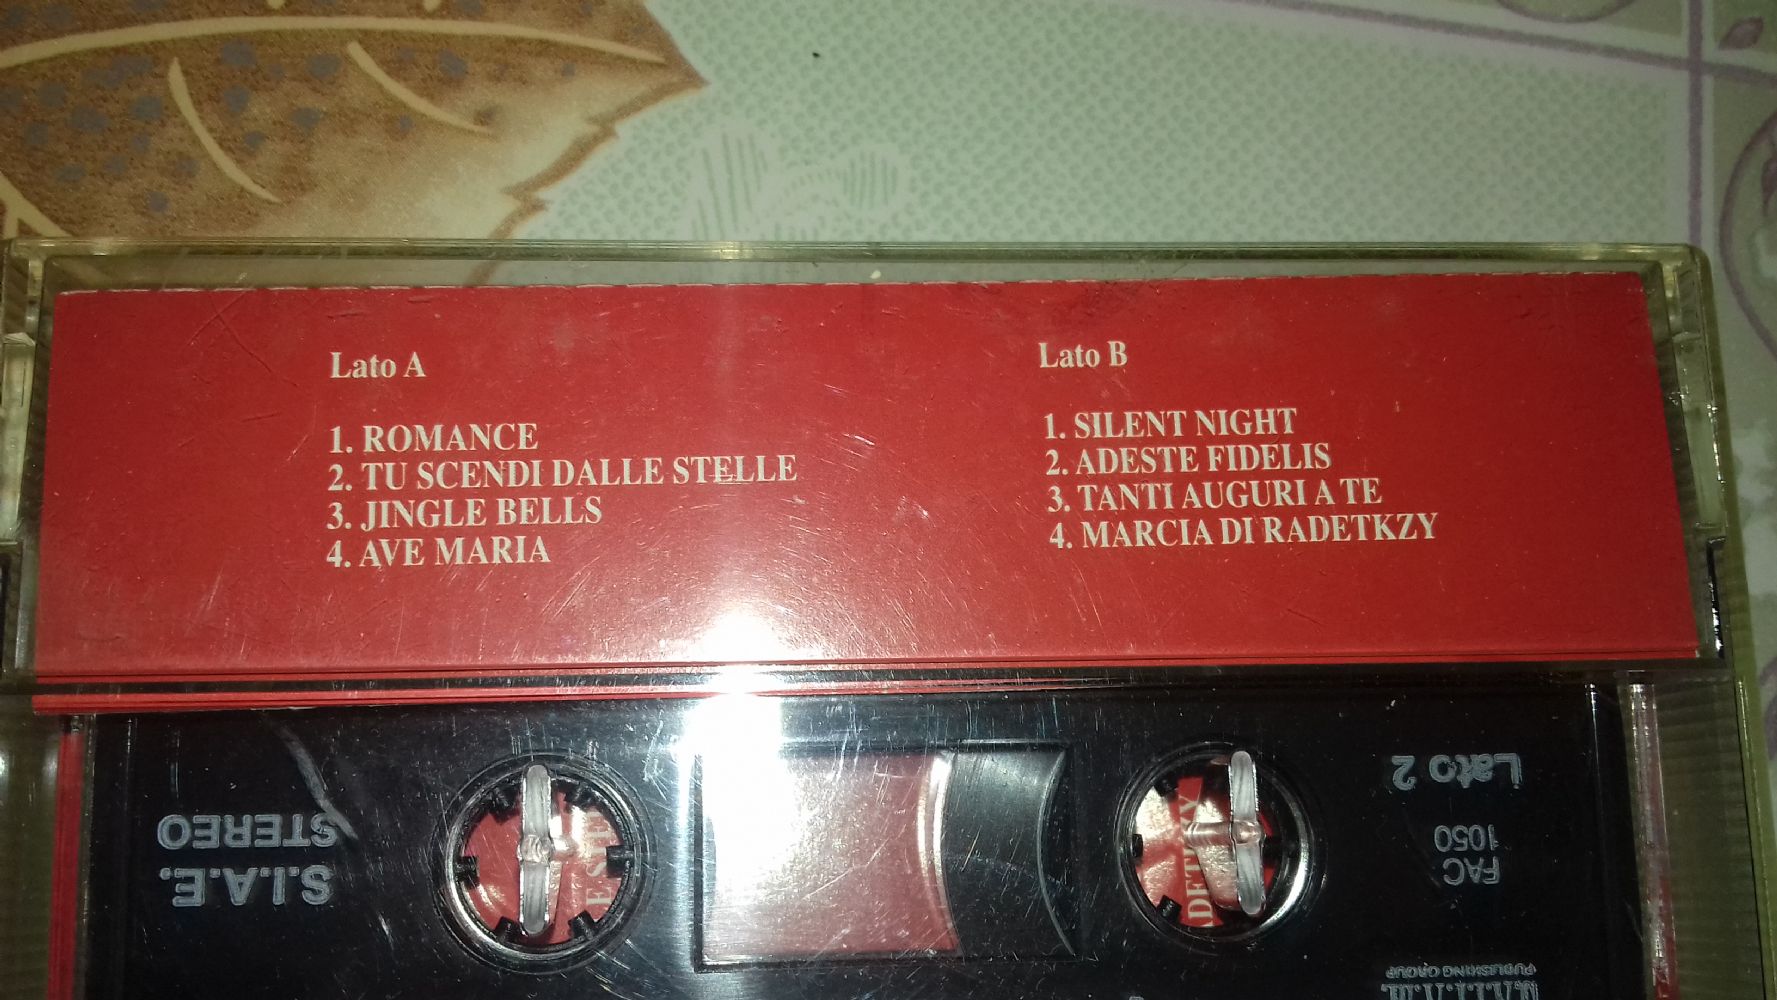 Lato A
1. ROMANCE
2. TU SCENDI DALLE STELLE
3. JINGLE BELLS
4. AVE MARIA
Lato B
1. SILENT NIGHT
2. ADESTE FIDELIS
3. TANTI AUGURI A TE
4. MARCIA DI RADETKZY
S.I.A.E.
STEREO
PUBLISHING GROUP
FAC
1050
Lato 2